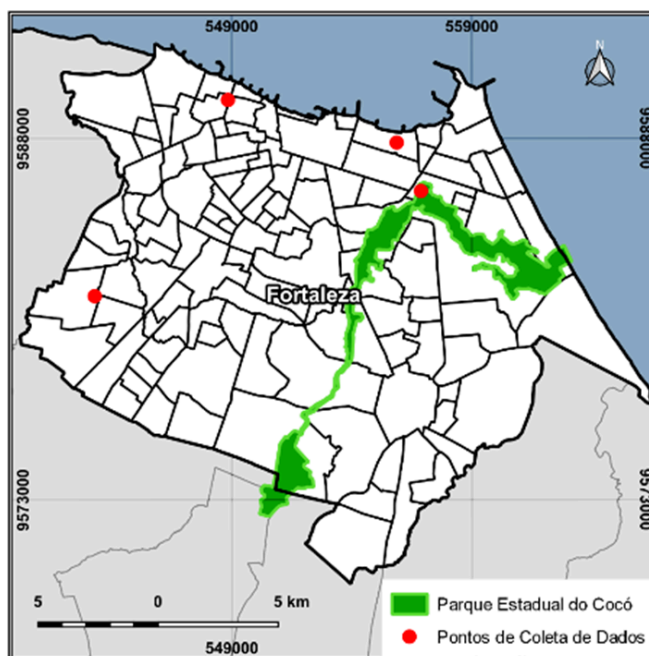 549000 559000
N
9588000 9588000
Fortaleza
9573000 9573000
5 0 5 km
Parque Estadual do Cocó
Pontos de Coleta de Dados
549000